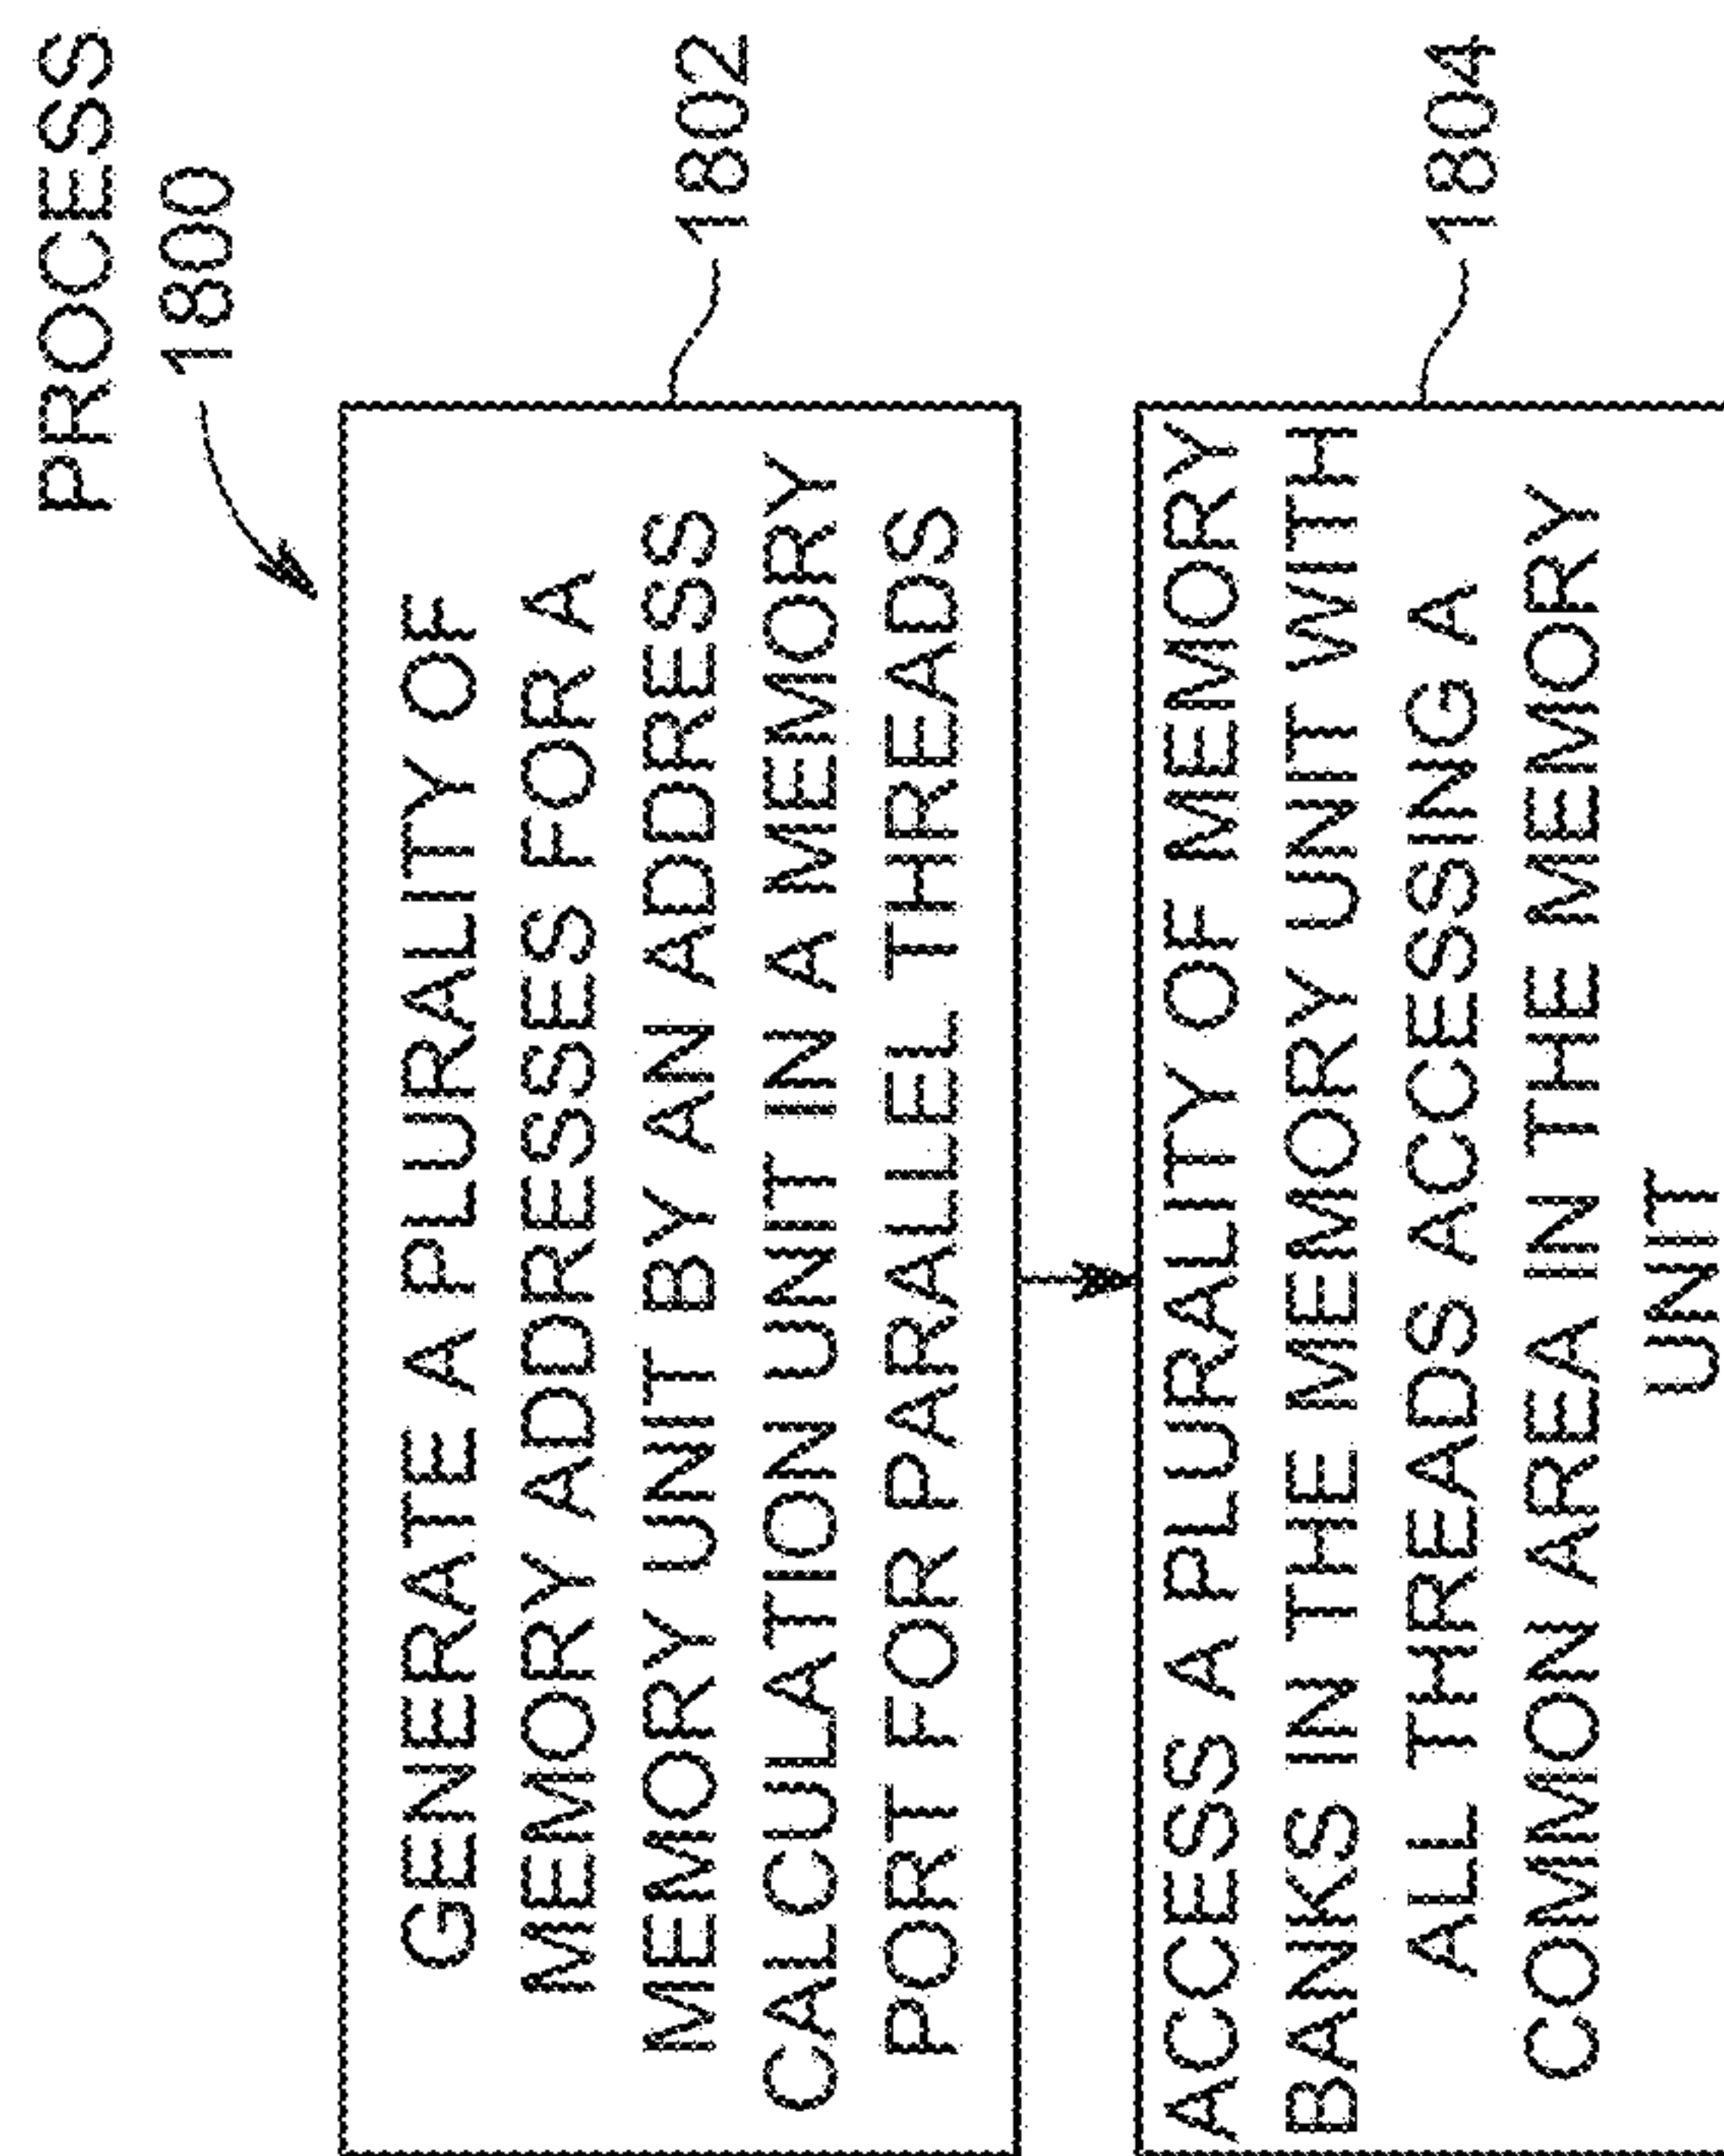 PROCESS
1800
GENERATE A PLURALITY OF
MEMORY ADDRESSES FOR A
MEMORY UNIT BY AN ADDRESS
CALCULATION UNIT IN A MEMORY
PORT FOR PARALLEL THREADS
1802
ACCESS A PLURALITY OF MEMORY
BANKS IN THE MEMORY UNIT WITH
ALL THREADS ACCESSING A
COMMON AREA IN THE MEMORY
UNIT
1804